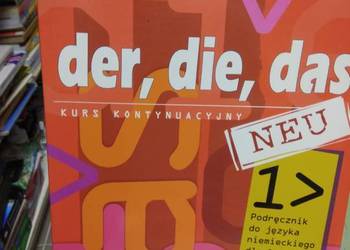 der, die, das
KURS KONTYNUACYJNY
NEU
1>
Podręcznik
do języka
niemieckiego